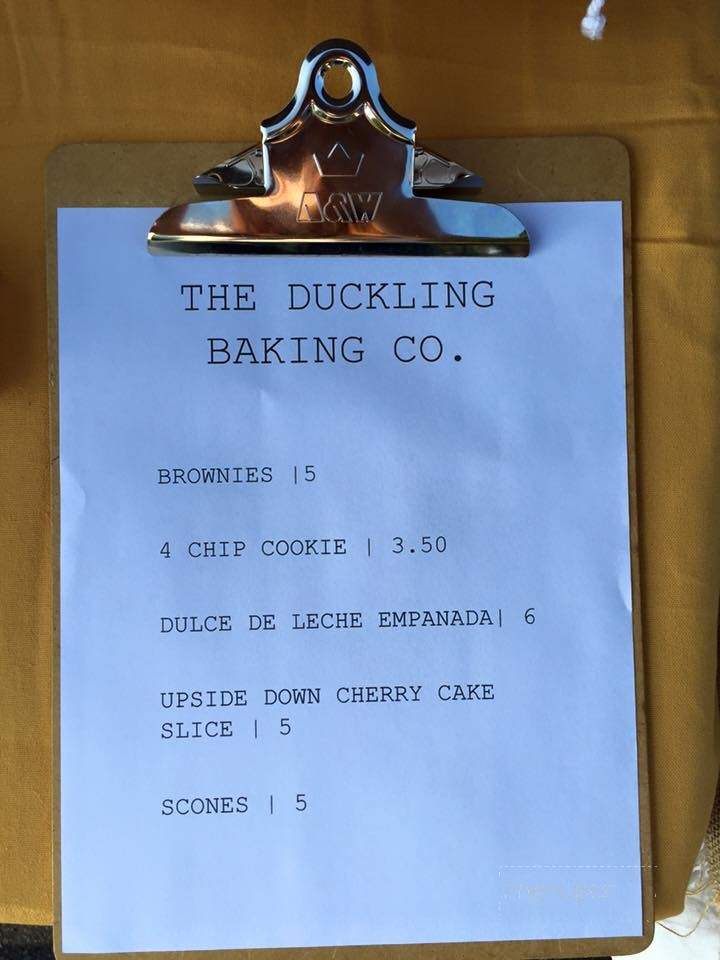 THE DUCKLING
BAKING CO.
BROWNIES |5
4 CHIP COOKIE | 3.50
DULCE DE LECHE EMPANADA| 6
UPSIDE DOWN CHERRY CAKE
SLICE | 5
SCONES | 5